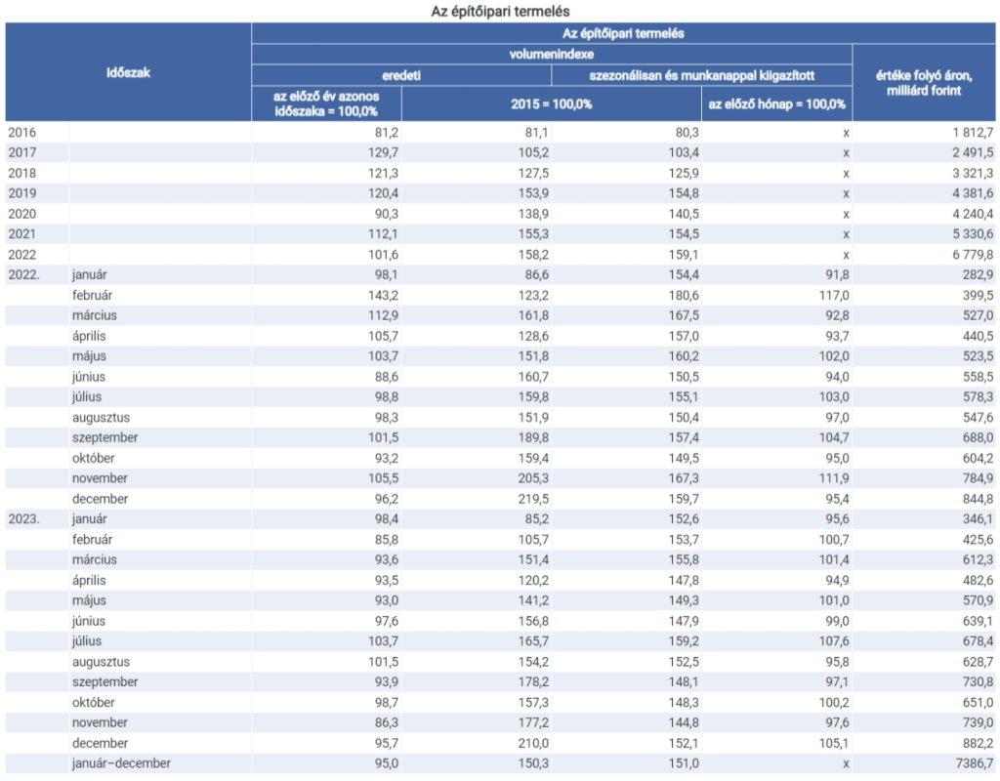 Az építőipari termelés
Időszak
Az építőipari termelés
volumenindexe
értéke folyó áron, milliárd forint
eredeti
szezonálisan és munkanappal kiigazított
az előző év azonos időszaka = 100,0%
2015 = 100,0%
az előző hónap = 100,0%
2016 81,2 81,1 80,3 x 1 812,7
2017 129,7 105,2 103,4 x 2 491,5
2018 121,3 127,5 125,9 x 3 321,3
2019 120,4 153,9 154,8 x 4 381,6
2020 90,3 138,9 140,5 x 4 240,4
2021 112,1 155,3 154,5 x 5 330,6
2022 101,6 158,2 159,1 x 6 779,8
2022. január 98,1 86,6 154,4 91,8 282,9
február 143,2 123,2 180,6 117,0 399,5
március 112,9 161,8 167,5 92,8 527,0
április 105,7 128,6 157,0 93,7 440,5
május 103,7 151,8 160,2 102,0 523,5
június 88,6 160,7 150,5 94,0 558,5
július 98,8 159,8 155,1 103,0 578,3
augusztus 98,3 151,9 150,4 97,0 547,6
szeptember 101,5 189,8 157,4 104,7 688,0
október 93,2 159,4 149,5 95,0 604,2
november 105,5 205,3 167,3 111,9 784,9
december 96,2 219,5 159,7 95,4 844,8
2023. január 98,4 85,2 152,6 95,6 346,1
február 85,8 105,7 153,7 100,7 425,6
március 93,6 151,4 155,8 101,4 612,3
április 93,5 120,2 147,8 94,9 482,6
május 93,0 141,2 149,3 101,0 570,9
június 97,6 156,8 147,9 99,0 639,1
július 103,7 165,7 159,2 107,6 678,4
augusztus 101,5 154,2 152,5 95,8 628,7
szeptember 93,9 178,2 148,1 97,1 730,8
október 98,7 157,3 148,3 100,2 651,0
november 86,3 177,2 144,8 97,6 739,0
december 95,7 210,0 152,1 105,1 882,2
január–december 95,0 150,3 151,0 x 7386,7